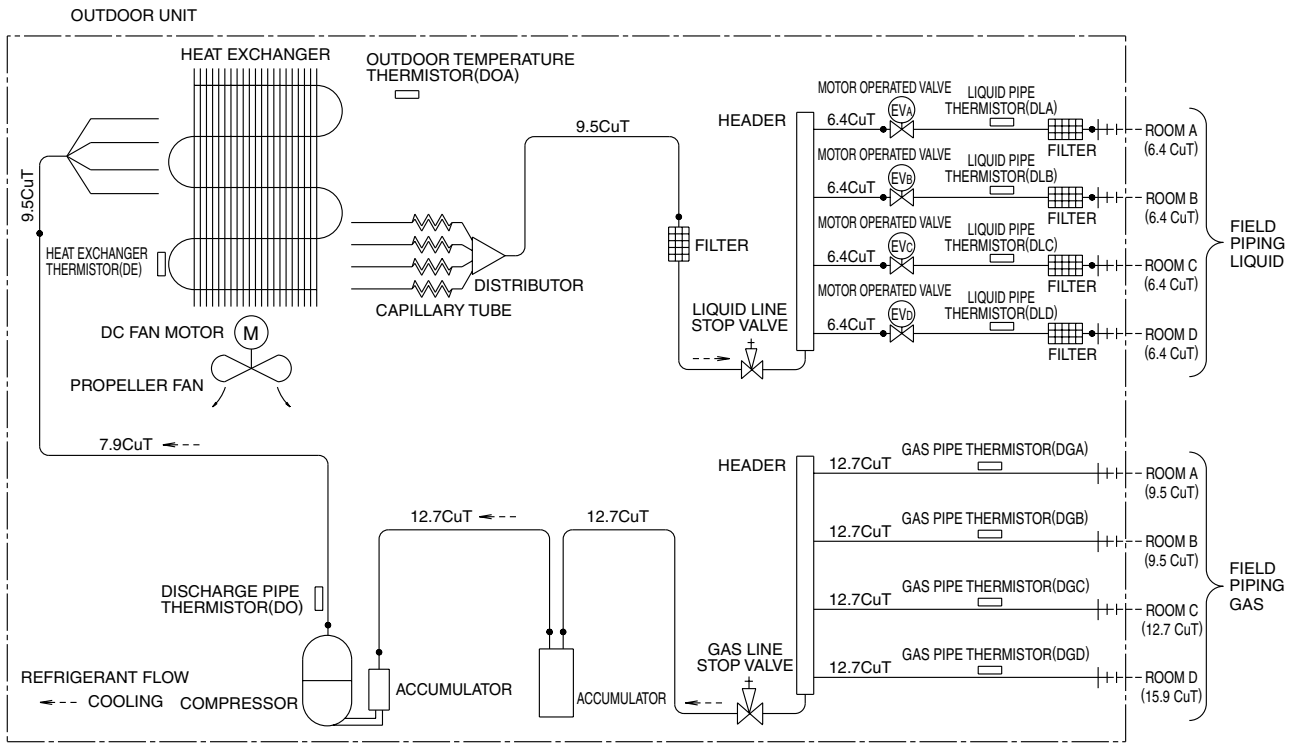 OUTDOOR UNIT
HEAT EXCHANGER
OUTDOOR TEMPERATURE
THERMISTOR(DOA)
9.5CuT
HEAT EXCHANGER
THERMISTOR(DE)
DC FAN MOTOR
M
PROPELLER FAN
CAPILLARY TUBE
DISTRIBUTOR
9.5CuT
FILTER
LIQUID LINE
STOP VALVE
HEADER
MOTOR OPERATED VALVE
6.4CuT
EVA
LIQUID PIPE
THERMISTOR(DLA)
FILTER
ROOM A
(6.4 CuT)
MOTOR OPERATED VALVE
6.4CuT
EVB
LIQUID PIPE
THERMISTOR(DLB)
FILTER
ROOM B
(6.4 CuT)
MOTOR OPERATED VALVE
6.4CuT
EVC
LIQUID PIPE
THERMISTOR(DLC)
FILTER
ROOM C
(6.4 CuT)
MOTOR OPERATED VALVE
6.4CuT
EVD
LIQUID PIPE
THERMISTOR(DLD)
FILTER
ROOM D
(6.4 CuT)
FIELD
PIPING
LIQUID
7.9CuT
DISCHARGE PIPE
THERMISTOR(DO)
COMPRESSOR
12.7CuT
ACCUMULATOR
12.7CuT
ACCUMULATOR
GAS LINE
STOP VALVE
HEADER
12.7CuT
GAS PIPE THERMISTOR(DGA)
ROOM A
(9.5 CuT)
12.7CuT
GAS PIPE THERMISTOR(DGB)
ROOM B
(9.5 CuT)
12.7CuT
GAS PIPE THERMISTOR(DGC)
ROOM C
(12.7 CuT)
12.7CuT
GAS PIPE THERMISTOR(DGD)
ROOM D
(15.9 CuT)
FIELD
PIPING
GAS
REFRIGERANT FLOW
COOLING